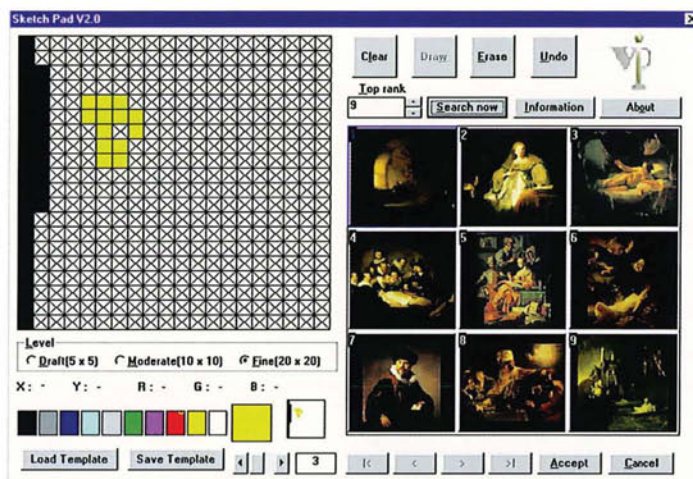 Sketch Pad V2.0
Clear Draw Erase Undo
vip
Top rank
9 Search now Information About
1 2 3
4 5 6
7 8 9
Level
Draft(5 x 5) Moderate(10 x 10) Fine(20 x 20)
X: - Y: - R: - G: - B: -
Load Template Save Template 3 |< < > >| Accept Cancel